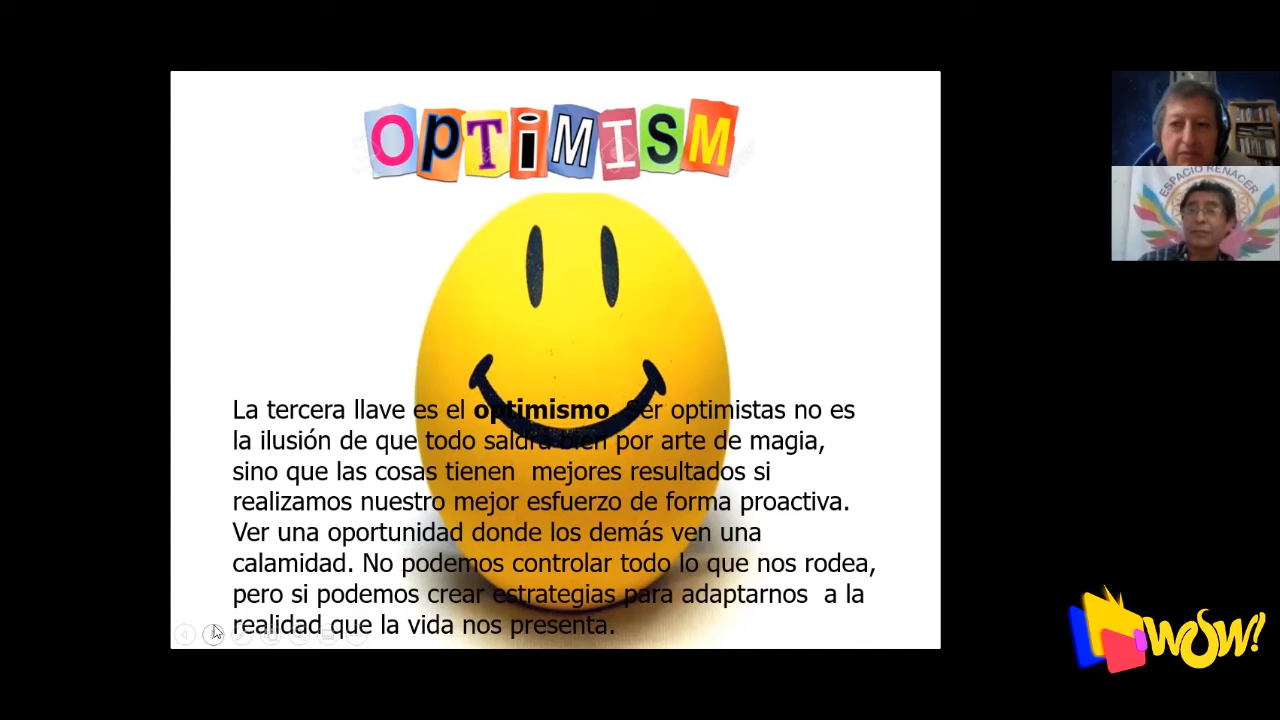 OPTIMISM
La tercera llave es el optimismo. Ser optimistas no es
la ilusión de que todo saldrá bien por arte de magia,
sino que las cosas tienen  mejores resultados si
realizamos nuestro mejor esfuerzo de forma proactiva.
Ver una oportunidad donde los demás ven una
calamidad. No podemos controlar todo lo que nos rodea,
pero si podemos crear estrategias para adaptarnos  a la
realidad que la vida nos presenta.
ESPACIO RENACER
WOW!